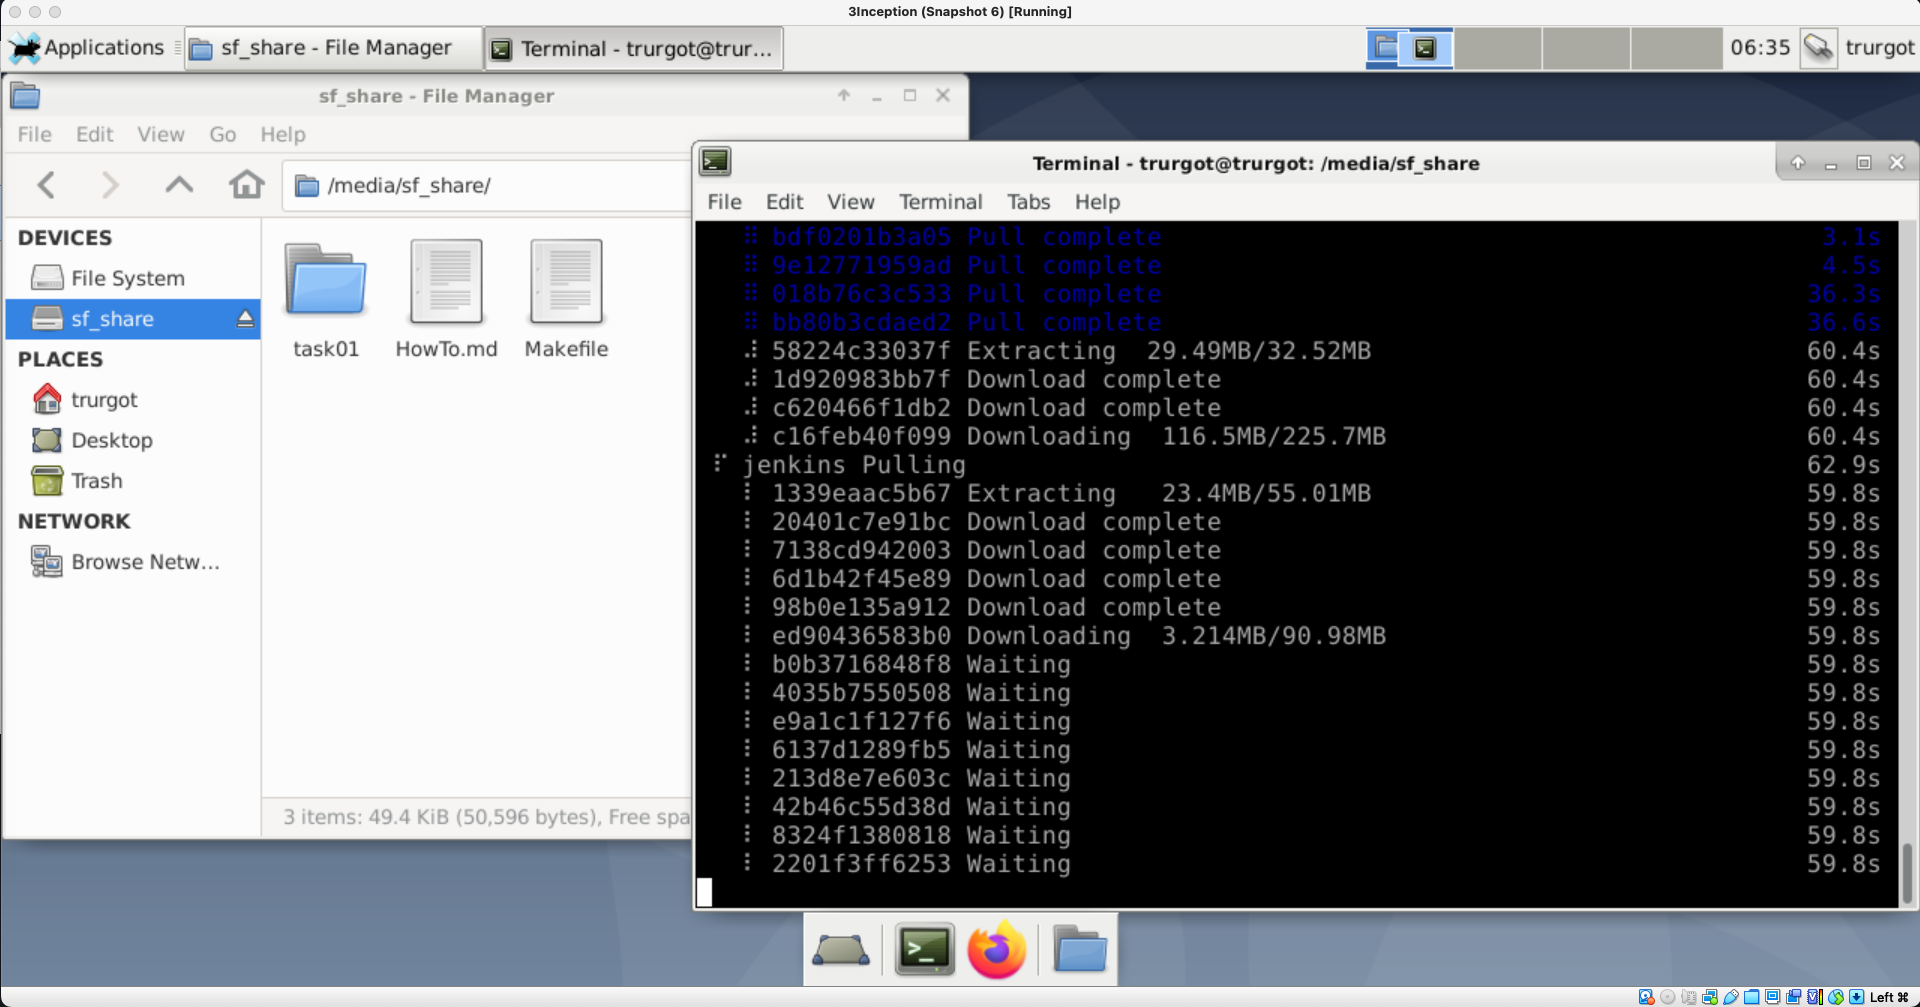 3Inception (Snapshot 6) [Running]
Applications
sf_share - File Manager
Terminal - trurgot@trur...
06:35
trurgot
sf_share - File Manager
File Edit View Go Help
/media/sf_share/
DEVICES
File System
sf_share
PLACES
trurgot
Desktop
Trash
NETWORK
Browse Netw...
task01
HowTo.md
Makefile
3 items: 49.4 KiB (50,596 bytes), Free spa
Terminal - trurgot@trurgot: /media/sf_share
File Edit View Terminal Tabs Help
⠿ bdf0201b3a05 Pull complete 3.1s
⠿ 9e12771959ad Pull complete 4.5s
⠿ 018b76c3c533 Pull complete 36.3s
⠿ bb80b3cdaed2 Pull complete 36.6s
⠼ 58224c33037f Extracting 29.49MB/32.52MB 60.4s
⠼ 1d920983bb7f Download complete 60.4s
⠼ c620466f1db2 Download complete 60.4s
⠼ c16feb40f099 Downloading 116.5MB/225.7MB 60.4s
⠏ jenkins Pulling 62.9s
⠇ 1339eaac5b67 Extracting 23.4MB/55.01MB 59.8s
⠇ 20401c7e91bc Download complete 59.8s
⠇ 7138cd942003 Download complete 59.8s
⠇ 6d1b42f45e89 Download complete 59.8s
⠇ 98b0e135a912 Download complete 59.8s
⠇ ed90436583b0 Downloading 3.214MB/90.98MB 59.8s
⠇ b0b3716848f8 Waiting 59.8s
⠇ 4035b7550508 Waiting 59.8s
⠇ e9a1c1f127f6 Waiting 59.8s
⠇ 6137d1289fb5 Waiting 59.8s
⠇ 213d8e7e603c Waiting 59.8s
⠇ 42b46c55d38d Waiting 59.8s
⠇ 8324f1380818 Waiting 59.8s
⠇ 2201f3ff6253 Waiting 59.8s
Left ⌘